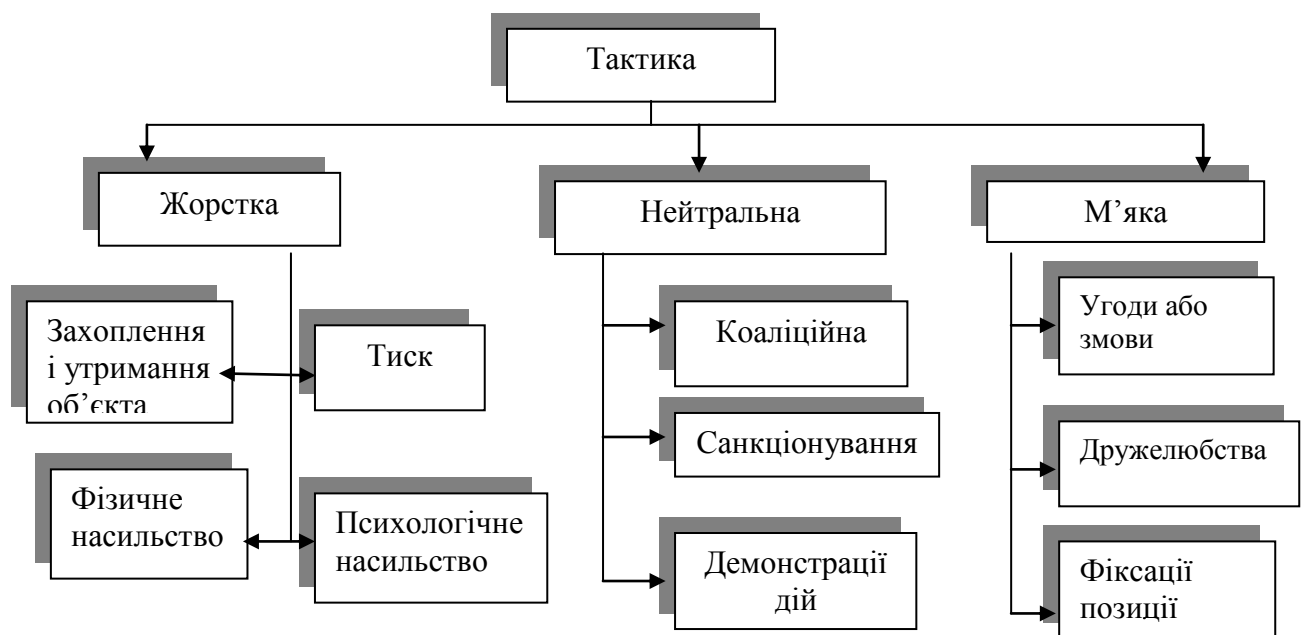 Тактика
Жорстка
Нейтральна
М’яка
Захоплення
і утримання
об’єкта
Тиск
Фізичне
насильство
Психологічне
насильство
Коаліційна
Санкціонування
Демонстрації
дій
Угоди або
змови
Дружелюбства
Фіксації
позиції